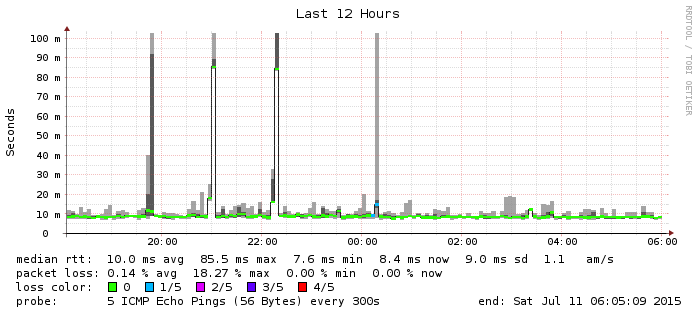 Last 12 Hours
RRDTOOL / TOBI OETIKER
Seconds
100 m
90 m
80 m
70 m
60 m
50 m
40 m
30 m
20 m
10 m
0
20:00 22:00 00:00 02:00 04:00 06:00
median rtt: 10.0 ms avg 85.5 ms max 7.6 ms min 8.4 ms now 9.0 ms sd 1.1 am/s
packet loss: 0.14 % avg 18.27 % max 0.00 % min 0.00 % now
loss color: 0 1/5 2/5 3/5 4/5
probe: 5 ICMP Echo Pings (56 Bytes) every 300s end: Sat Jul 11 06:05:09 2015